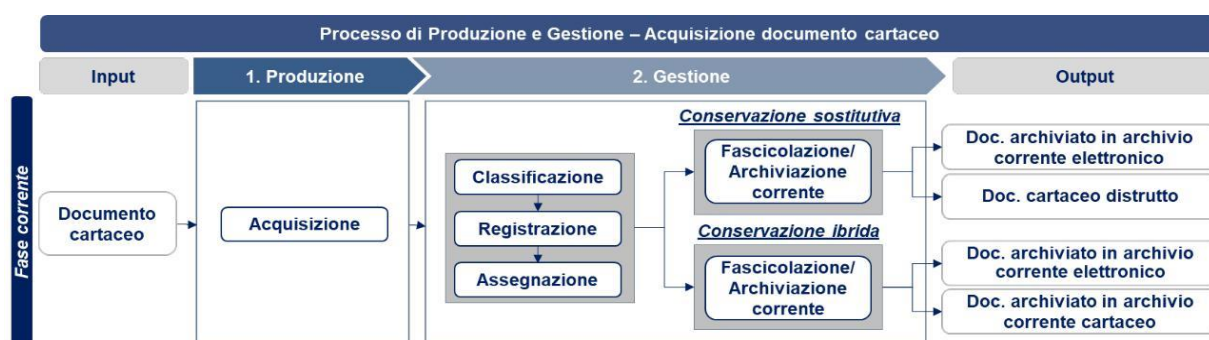 Processo di Produzione e Gestione – Acquisizione documento cartaceo
Input
1. Produzione
2. Gestione
Output
Fase corrente
Documento
cartaceo
Acquisizione
Classificazione
Registrazione
Assegnazione
Conservazione sostitutiva
Fascicolazione/
Archiviazione
corrente
Conservazione ibrida
Fascicolazione/
Archiviazione
corrente
Doc. archiviato in archivio
corrente elettronico
Doc. cartaceo distrutto
Doc. archiviato in archivio
corrente elettronico
Doc. archiviato in archivio
corrente cartaceo